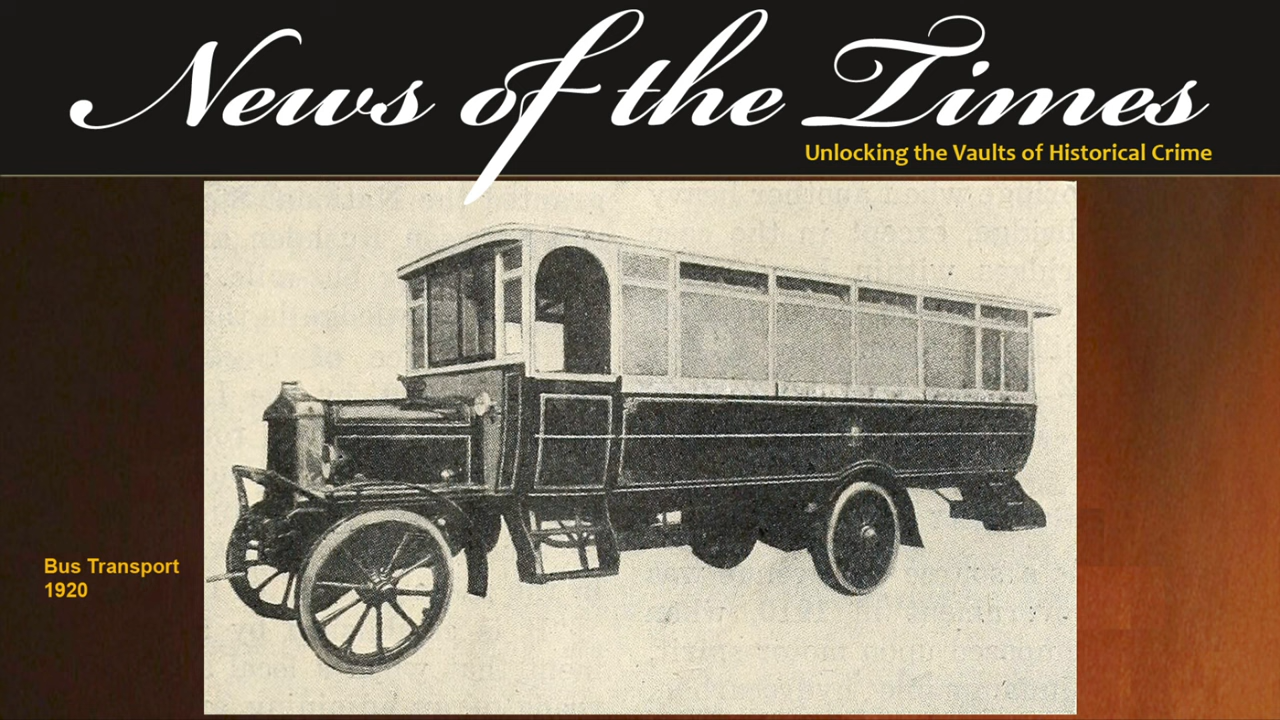 News of the Times
Unlocking the Vaults of Historical Crime
Bus Transport
1920